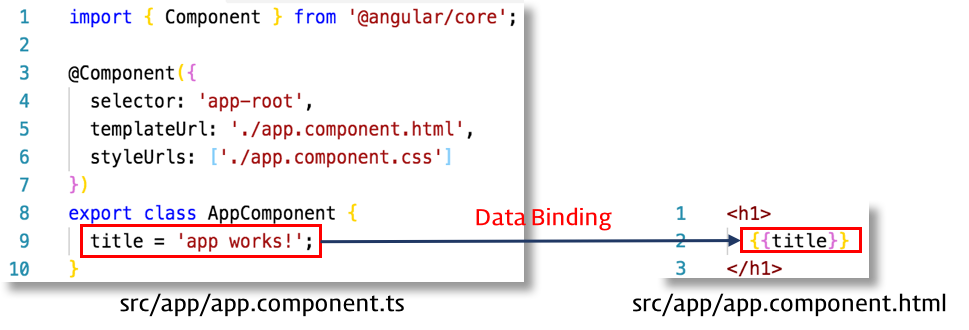 1 import { Component } from '@angular/core';
2
3 @Component({
4 selector: 'app-root',
5 templateUrl: './app.component.html',
6 styleUrls: ['./app.component.css']
7 })
8 export class AppComponent {
9 title = 'app works!';
10 }
src/app/app.component.ts
Data Binding
1 <h1>
2 {{title}}
3 </h1>
src/app/app.component.html